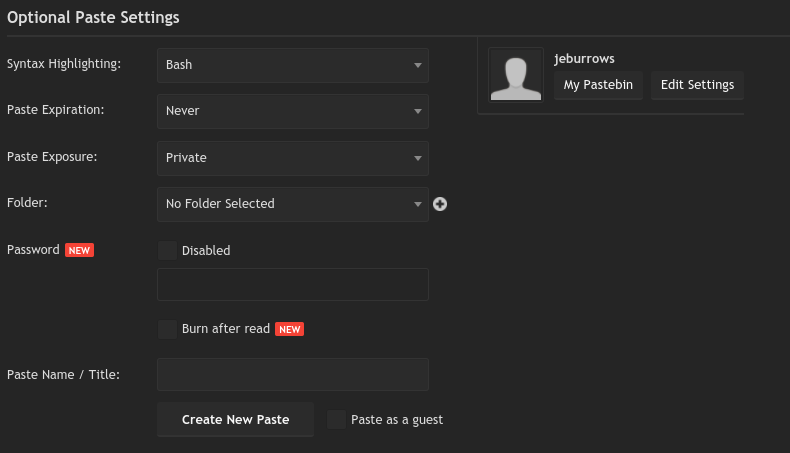 Optional Paste Settings
Syntax Highlighting: Bash
jeburrows
My Pastebin Edit Settings
Paste Expiration: Never
Paste Exposure: Private
Folder: No Folder Selected
Password NEW Disabled
Burn after read NEW
Paste Name / Title:
Create New Paste Paste as a guest